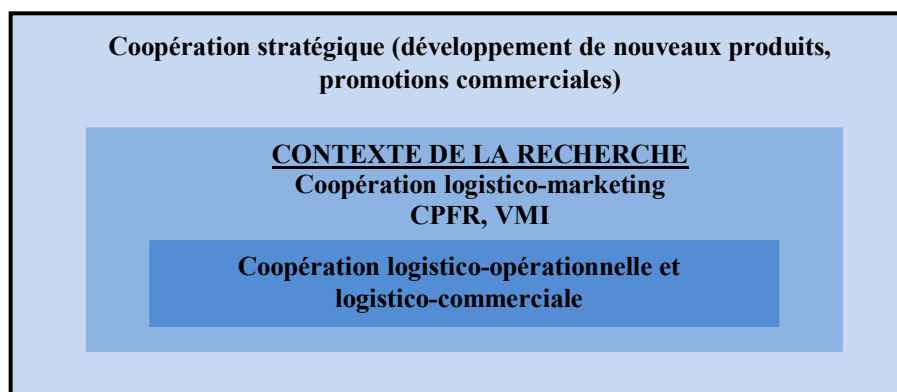 Coopération stratégique (développement de nouveaux produits,
promotions commerciales)
CONTEXTE DE LA RECHERCHE
Coopération logistico-marketing
CPFR, VMI
Coopération logistico-opérationnelle et
logistico-commerciale